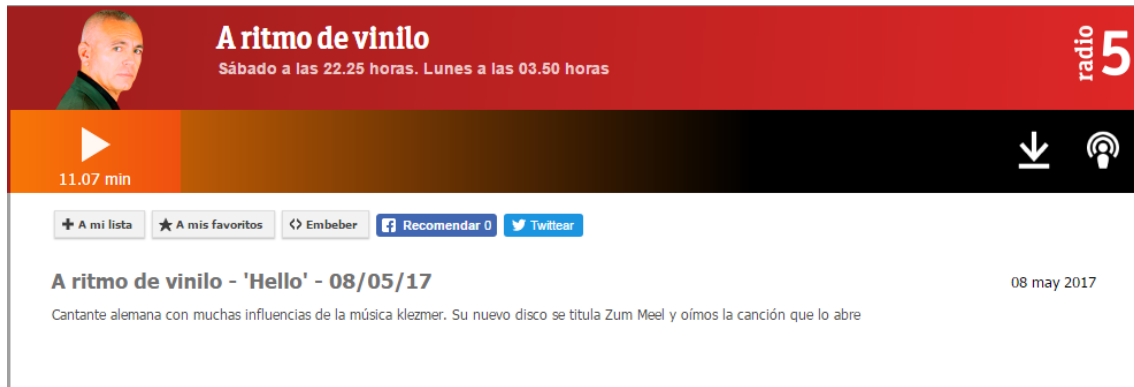 A ritmo de vinilo
Sábado a las 22.25 horas. Lunes a las 03.50 horas
radio 5
11.07 min
A mi lista
A mis favoritos
Embeber
Recomendar 0
Twittear
A ritmo de vinilo - 'Hello' - 08/05/17
08 may 2017
Cantante alemana con muchas influencias de la música klezmer. Su nuevo disco se titula Zum Meel y oímos la canción que lo abre